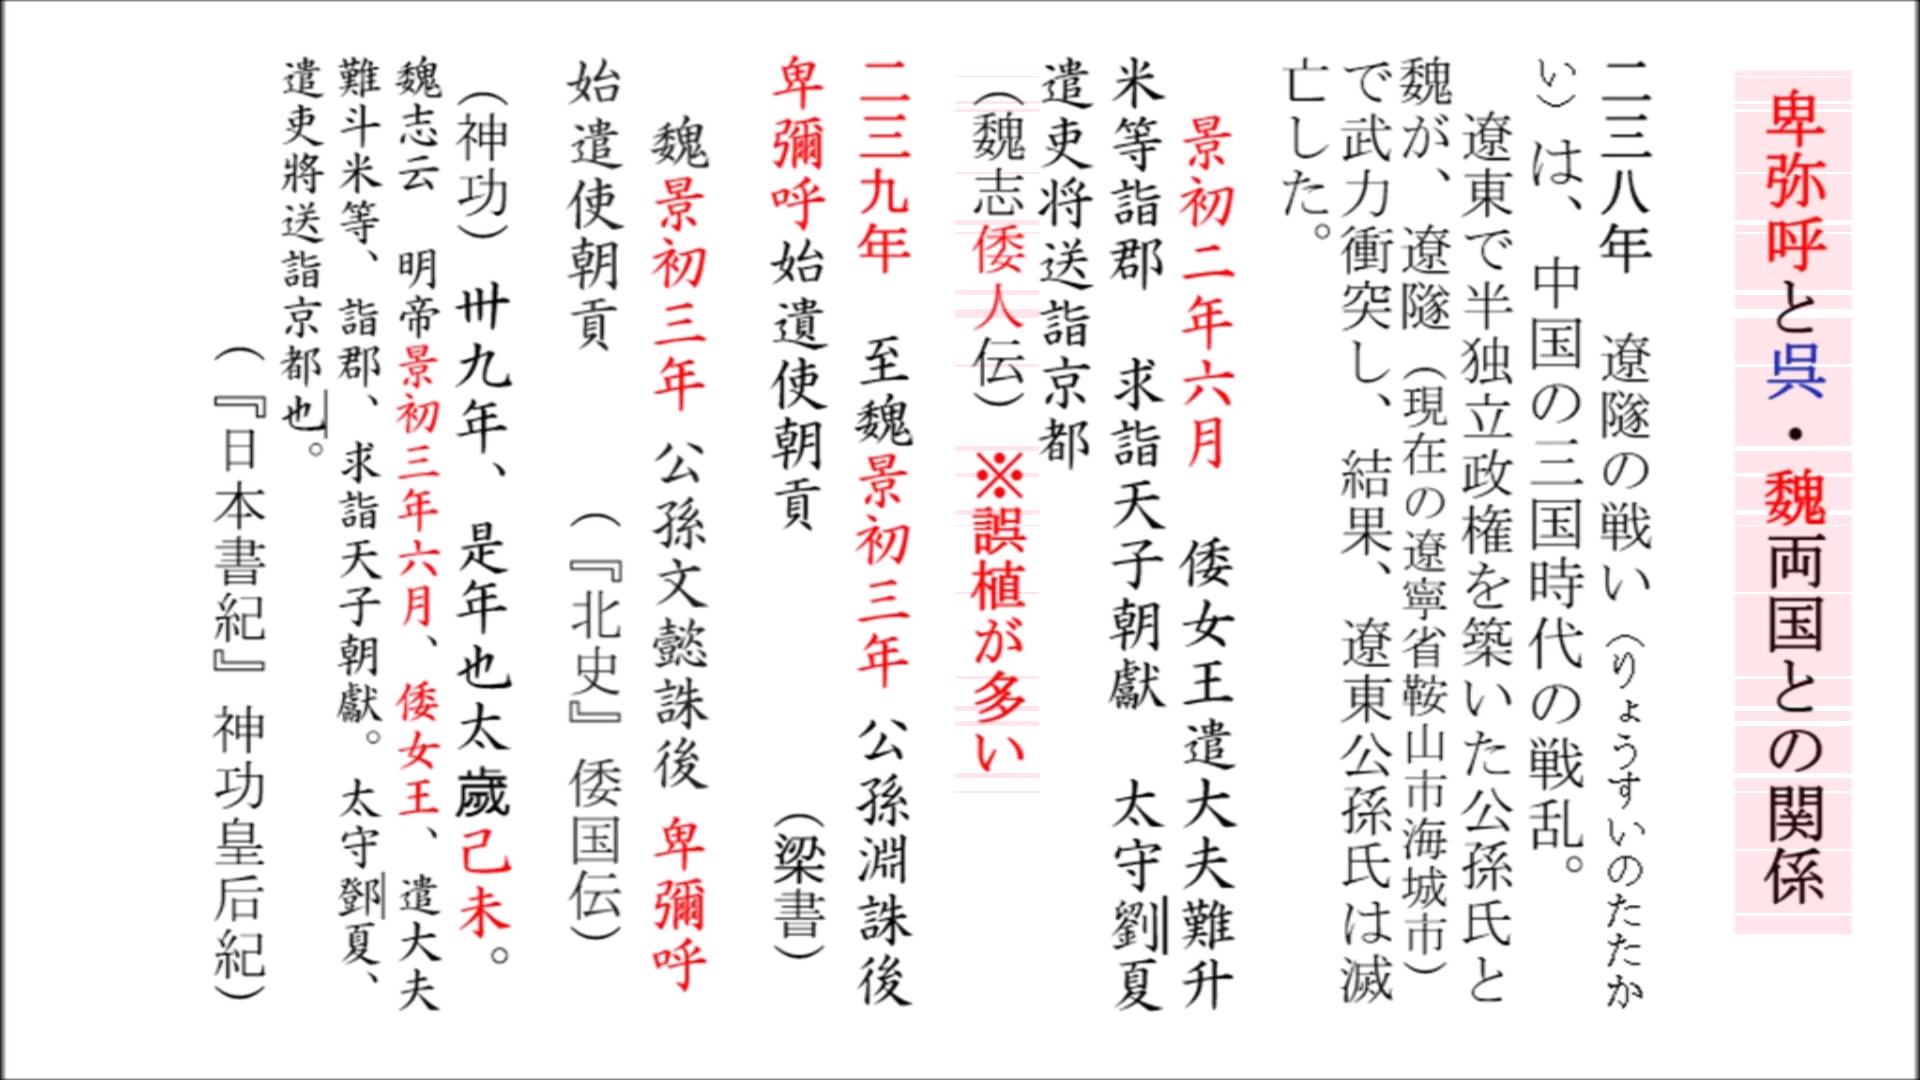 卑弥呼と呉・魏両国との関係
二三八年　遼隧の戦い（りょうすいのたたか
い）は、中国の三国時代の戦乱。
遼東で半独立政権を築いた公孫氏と
魏が、遼隧（現在の遼寧省鞍山市海城市）
で武力衝突し、結果、遼東公孫氏は滅
亡した。
景初二年六月　倭女王遣大夫難升
米等詣郡　求詣天子朝獻　太守劉夏
遣吏将送詣京都
（魏志倭人伝）※誤植が多い
二三九年　至魏景初三年　公孫淵誅後
卑彌呼始遣使朝貢　（梁書）
魏景初三年　公孫文懿誅後　卑彌呼
始遣使朝貢　（『北史』倭国伝）
（神功）卅九年、是年也太歳己未。
魏志云　明帝景初三年六月、倭女王、遣大夫
難斗米等、詣郡、求詣天子朝獻。太守鄧夏、
遣吏將送詣京都也。
（『日本書紀』神功皇后紀）